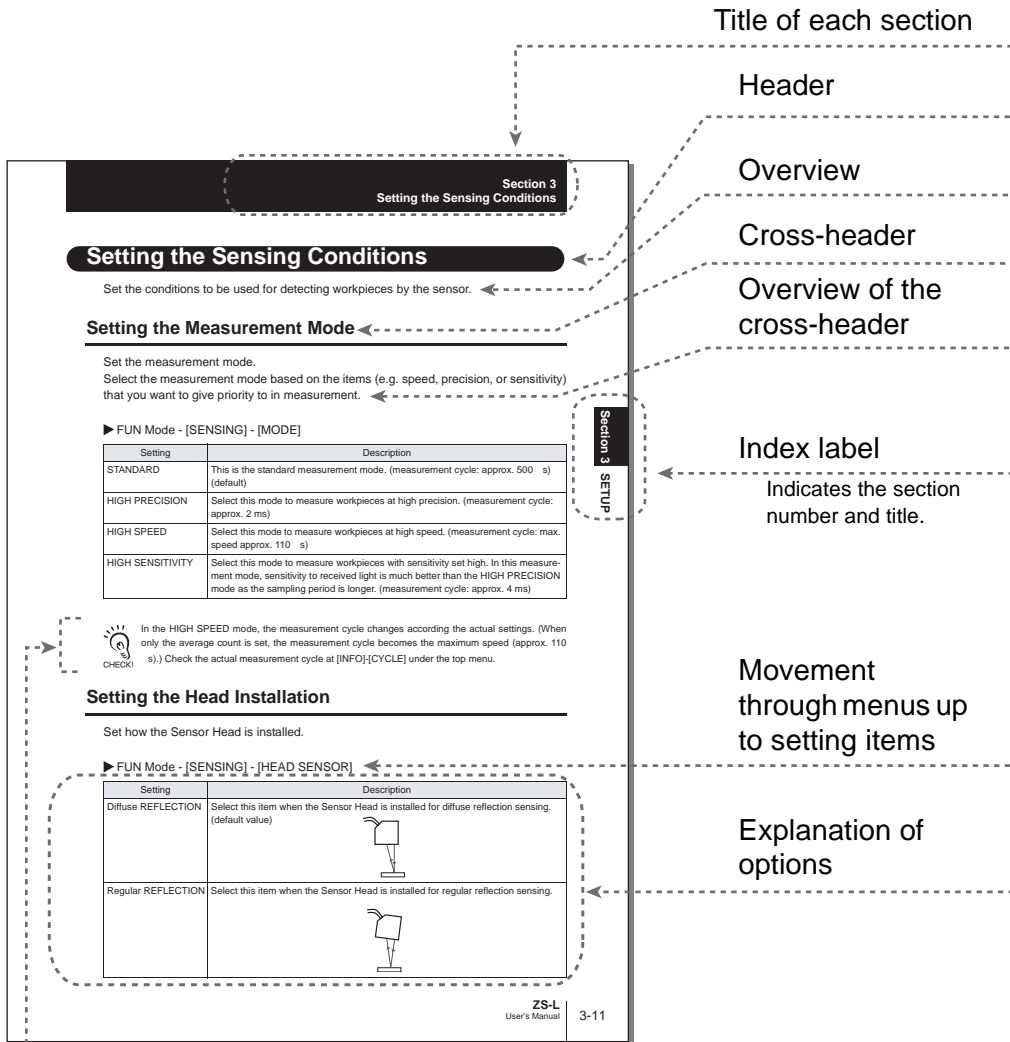 Title of each section
Header
Overview
Cross-header
Overview of the
cross-header
Index label
Indicates the section
number and title.
Movement
through menus up
to setting items
Explanation of
options
Section 3
Setting the Sensing Conditions
Setting the Sensing Conditions
Set the conditions to be used for detecting workpieces by the sensor.
Setting the Measurement Mode
Set the measurement mode.
Select the measurement mode based on the items (e.g. speed, precision, or sensitivity)
that you want to give priority to in measurement.
FUN Mode - [SENSING] - [MODE]
Setting Description
STANDARD This is the standard measurement mode. (measurement cycle: approx. 500 s)
(default)
HIGH PRECISION Select this mode to measure workpieces at high precision. (measurement cycle:
approx. 2 ms)
HIGH SPEED Select this mode to measure workpieces at high speed. (measurement cycle: max.
speed approx. 110 s)
HIGH SENSITIVITY Select this mode to measure workpieces with sensitivity set high. In this measure-
ment mode, sensitivity to received light is much better than the HIGH PRECISION
mode as the sampling period is longer. (measurement cycle: approx. 4 ms)
CHECK!
In the HIGH SPEED mode, the measurement cycle changes according the actual settings. (When
only the average count is set, the measurement cycle becomes the maximum speed (approx. 110
s).) Check the actual measurement cycle at [INFO]-[CYCLE] under the top menu.
Setting the Head Installation
Set how the Sensor Head is installed.
FUN Mode - [SENSING] - [HEAD SENSOR]
Setting Description
Diffuse REFLECTION Select this item when the Sensor Head is installed for diffuse reflection sensing.
(default value)
Regular REFLECTION Select this item when the Sensor Head is installed for regular reflection sensing.
Section 3 SETUP
ZS-L
User's Manual
3-11